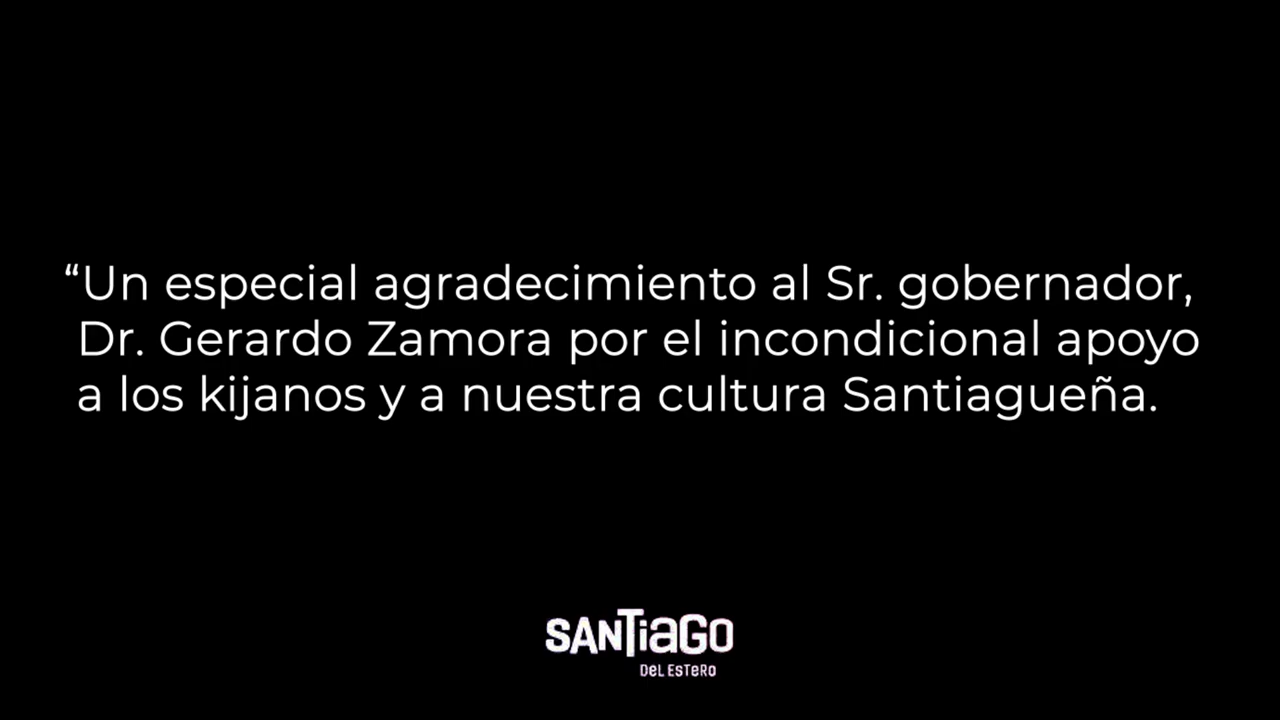 “Un especial agradecimiento al Sr. gobernador,
Dr. Gerardo Zamora por el incondicional apoyo
a los kijanos y a nuestra cultura Santiagueña.
SANTiaGO
DeL ESTeRO